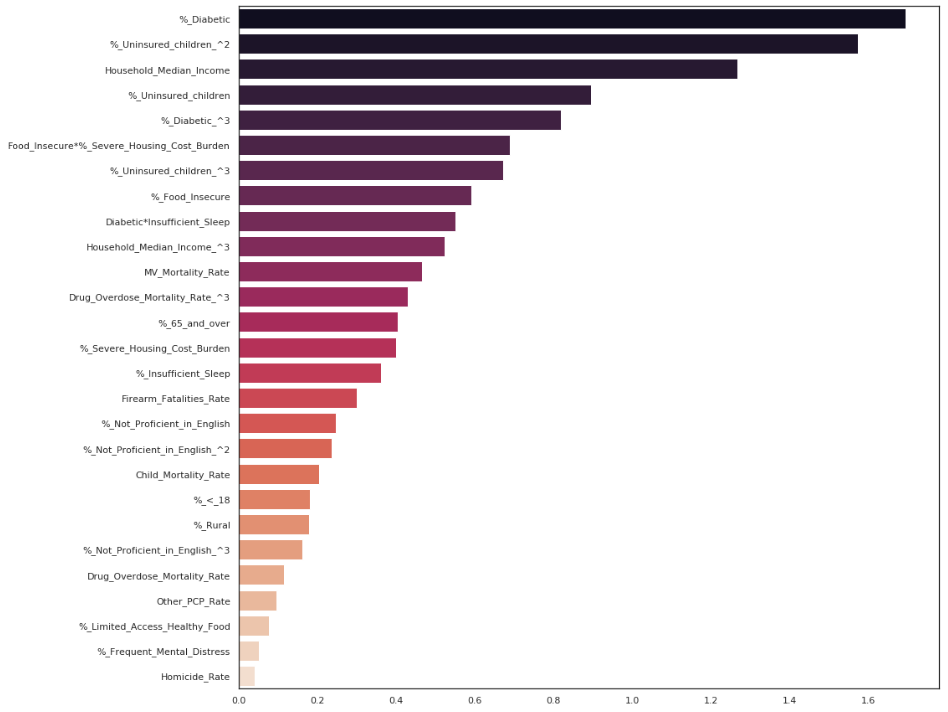 %_Diabetic
%_Uninsured_children_^2
Household_Median_Income
%_Uninsured_children
%_Diabetic_^3
Food_Insecure*%_Severe_Housing_Cost_Burden
%_Uninsured_children_^3
%_Food_Insecure
Diabetic*Insufficient_Sleep
Household_Median_Income_^3
MV_Mortality_Rate
Drug_Overdose_Mortality_Rate_^3
%_65_and_over
%_Severe_Housing_Cost_Burden
%_Insufficient_Sleep
Firearm_Fatalities_Rate
%_Not_Proficient_in_English
%_Not_Proficient_in_English_^2
Child_Mortality_Rate
%_<_18
%_Rural
%_Not_Proficient_in_English_^3
Drug_Overdose_Mortality_Rate
Other_PCP_Rate
%_Limited_Access_Healthy_Food
%_Frequent_Mental_Distress
Homicide_Rate
0.0 0.2 0.4 0.6 0.8 1.0 1.2 1.4 1.6